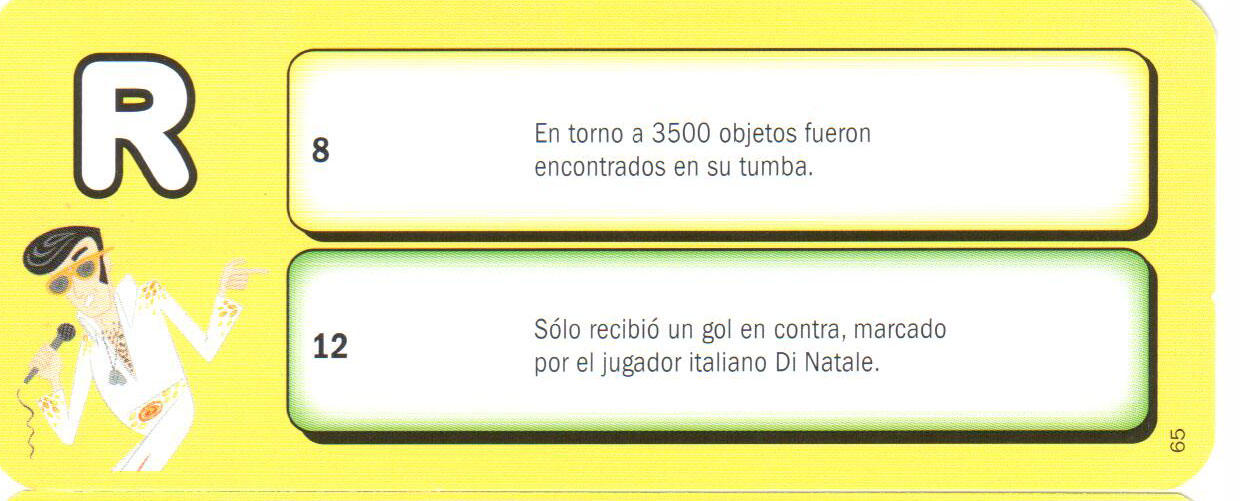 R
8
En torno a 3500 objetos fueron
encontrados en su tumba.
12
Sólo recibió un gol en contra, marcado
por el jugador italiano Di Natale.
65